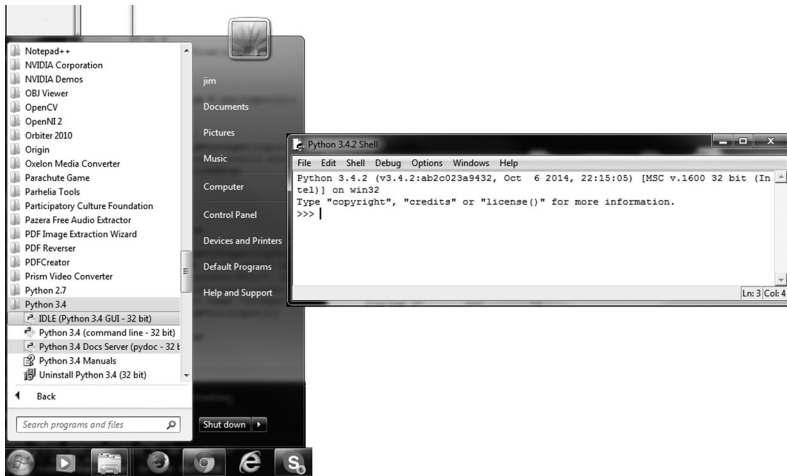 Notepad++
NVIDIA Corporation
NVIDIA Demos
OBJ Viewer
OpenCV
OpenNI 2
Orbiter 2010
Origin
Oxelon Media Converter
Parachute Game
Parhelia Tools
Participatory Culture Foundation
Pazera Free Audio Extractor
PDF Image Extraction Wizard
PDF Reverser
PDFCreator
Prism Video Converter
Python 2.7
Python 3.4
IDLE (Python 3.4 GUI - 32 bit)
Python 3.4 (command line - 32 bit)
Python 3.4 Docs Server (pydoc - 32 b
Python 3.4 Manuals
Uninstall Python 3.4 (32 bit)
Back
Search programs and files
jim
Documents
Pictures
Music
Computer
Control Panel
Devices and Printers
Default Programs
Help and Support
Shut down
Python 3.4.2 Shell
File Edit Shell Debug Options Windows Help
Python 3.4.2 (v3.4.2:ab2c023a9432, Oct 6 2014, 22:15:05) [MSC v.1600 32 bit (In
tel)] on win32
Type "copyright", "credits" or "license()" for more information.
>>>
Ln: 3 Col: 4